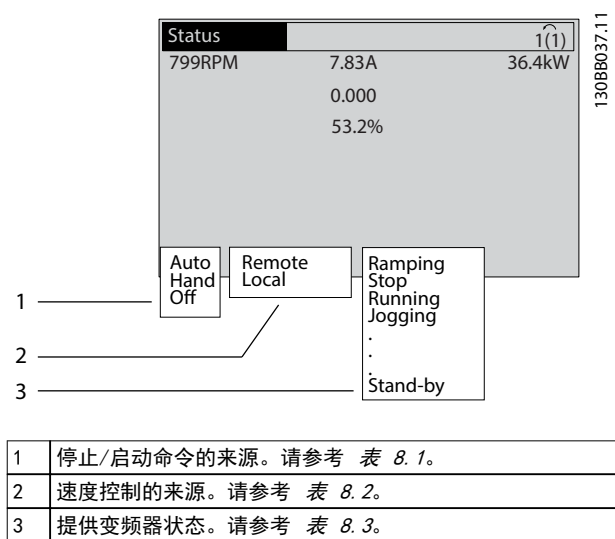 Status 1(1)
799RPM 7.83A 36.4kW
0.000
53.2%
130BB037.11
Auto
Hand
Off
Remote
Local
Ramping
Stop
Running
Jogging
.
.
.
Stand-by
1
2
3
1 停止/启动命令的来源。请参考 表 8.1。
2 速度控制的来源。请参考 表 8.2。
3 提供变频器状态。请参考 表 8.3。